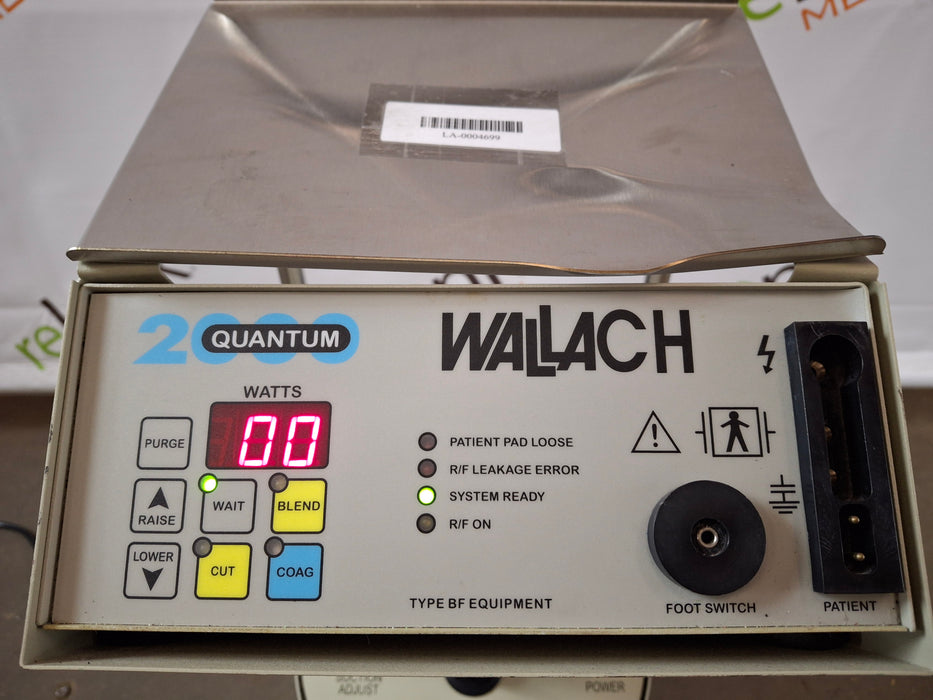 LA-0004699
2000
QUANTUM
WALLACH
WATTS
00
PURGE
RAISE
WAIT
BLEND
LOWER
CUT
COAG
PATIENT PAD LOOSE
R/F LEAKAGE ERROR
SYSTEM READY
R/F ON
TYPE BF EQUIPMENT
FOOT SWITCH
PATIENT
SUCTION
ADJUST
POWER